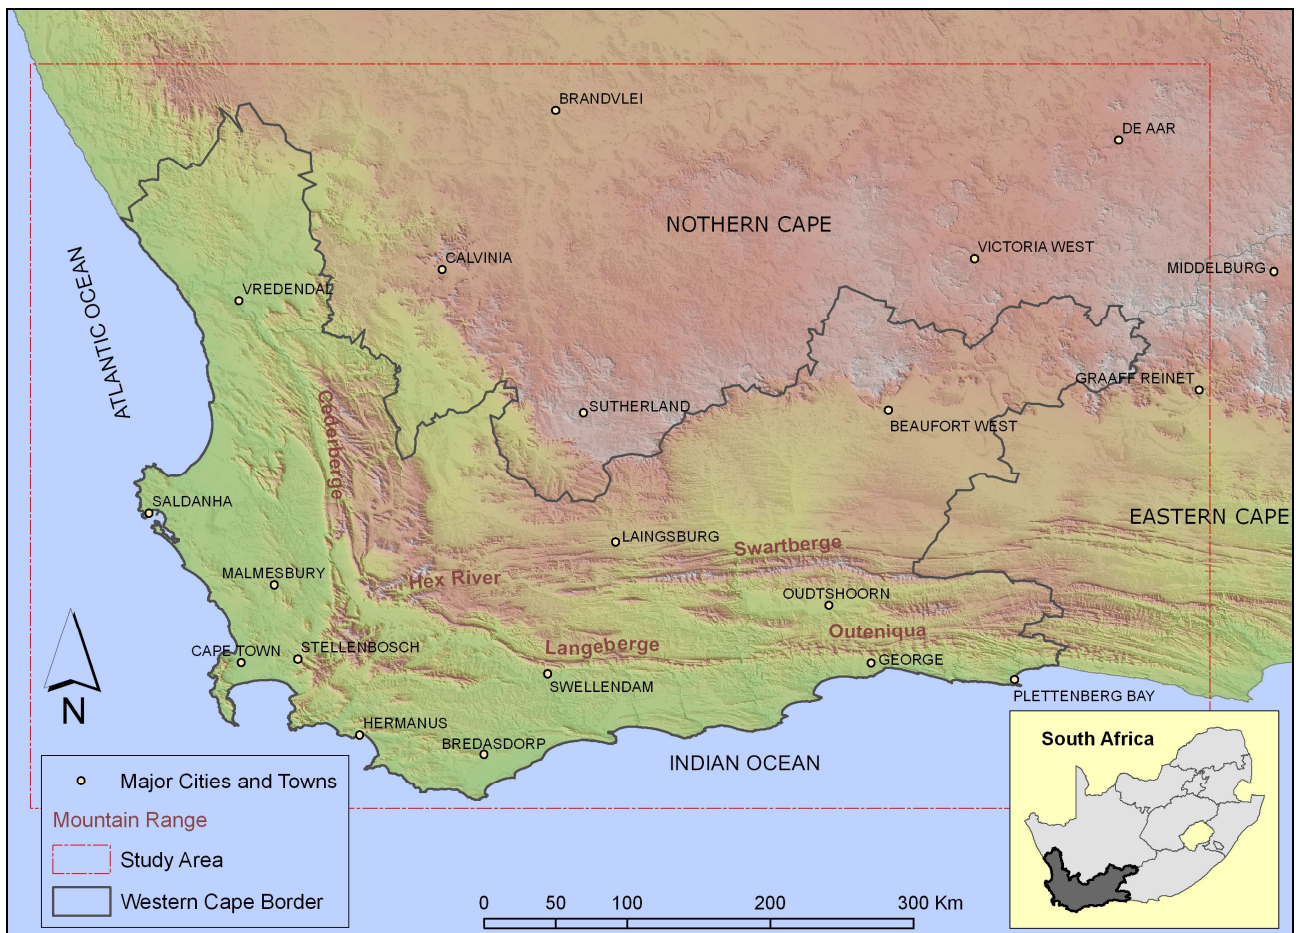 BRANDVLEI
DE AAR
NOTHERN CAPE
VICTORIA WEST
CALVINIA
MIDDELBURG
ATLANTIC OCEAN
VREDENDAL
GRAAFF REINET
Cederberge
SUTHERLAND
BEAUFORT WEST
SALDANHA
EASTERN CAPE
LAINGSBURG
Swartberge
MALMESBURY
Hex River
OUDTSHOORN
Outeniqua
CAPE TOWN
STELLENBOSCH
Langeberge
GEORGE
SWELLENDAM
PLETTENBERG BAY
N
HERMANUS
BREDASDORP
INDIAN OCEAN
South Africa
Major Cities and Towns
Mountain Range
Study Area
Western Cape Border
0 50 100 200 300 Km